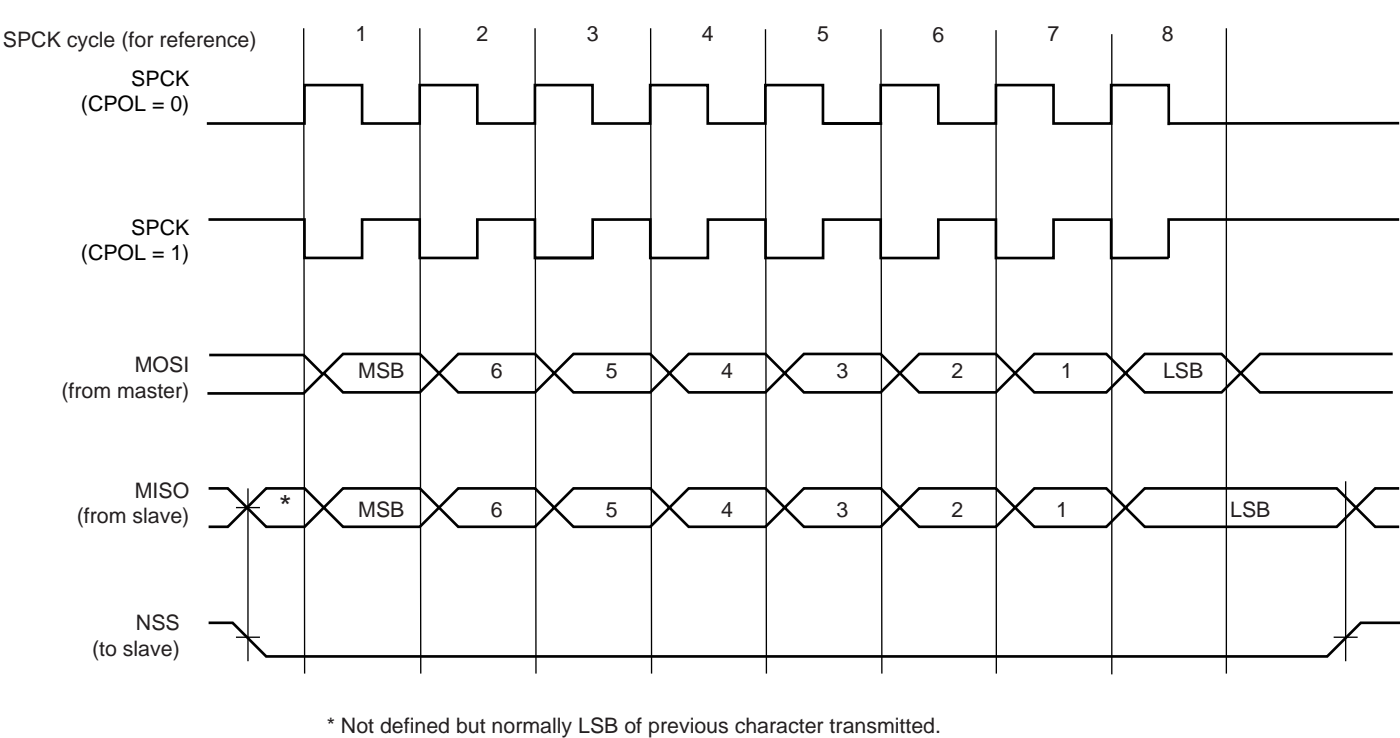 SPCK cycle (for reference) 1 2 3 4 5 6 7 8
SPCK
(CPOL = 0)
SPCK
(CPOL = 1)
MOSI
(from master)
MSB 6 5 4 3 2 1 LSB
MISO
(from slave)
* MSB 6 5 4 3 2 1 LSB
NSS
(to slave)
* Not defined but normally LSB of previous character transmitted.